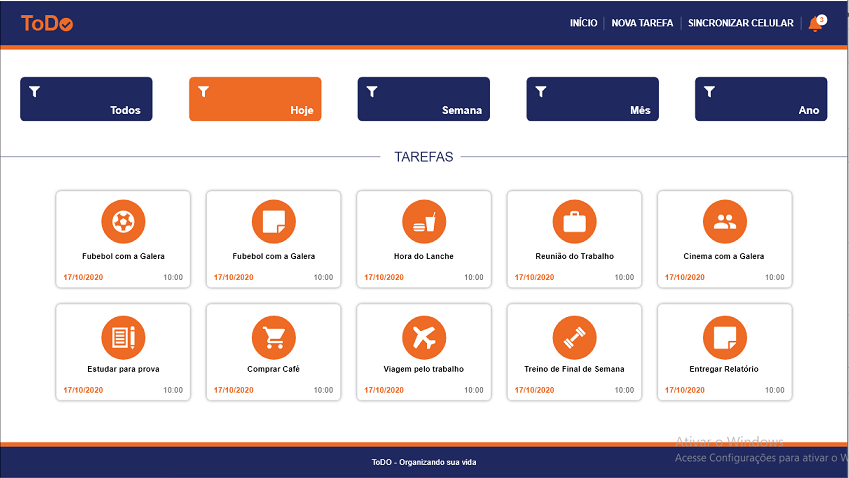 ToDo
INÍCIO NOVA TAREFA SINCRONIZAR CELULAR 3
Todos Hoje Semana Mês Ano
TAREFAS
Fubebol com a Galera Fubebol com a Galera Hora do Lanche Reunião do Trabalho Cinema com a Galera
17/10/2020 10:00 17/10/2020 10:00 17/10/2020 10:00 17/10/2020 10:00 17/10/2020 10:00
Estudar para prova Comprar Café Viagem pelo trabalho Treino de Final de Semana Entregar Relatório
17/10/2020 10:00 17/10/2020 10:00 17/10/2020 10:00 17/10/2020 10:00 17/10/2020 10:00
Ativar o Windows
Acesse Configurações para ativar o W
ToDO - Organizando sua vida